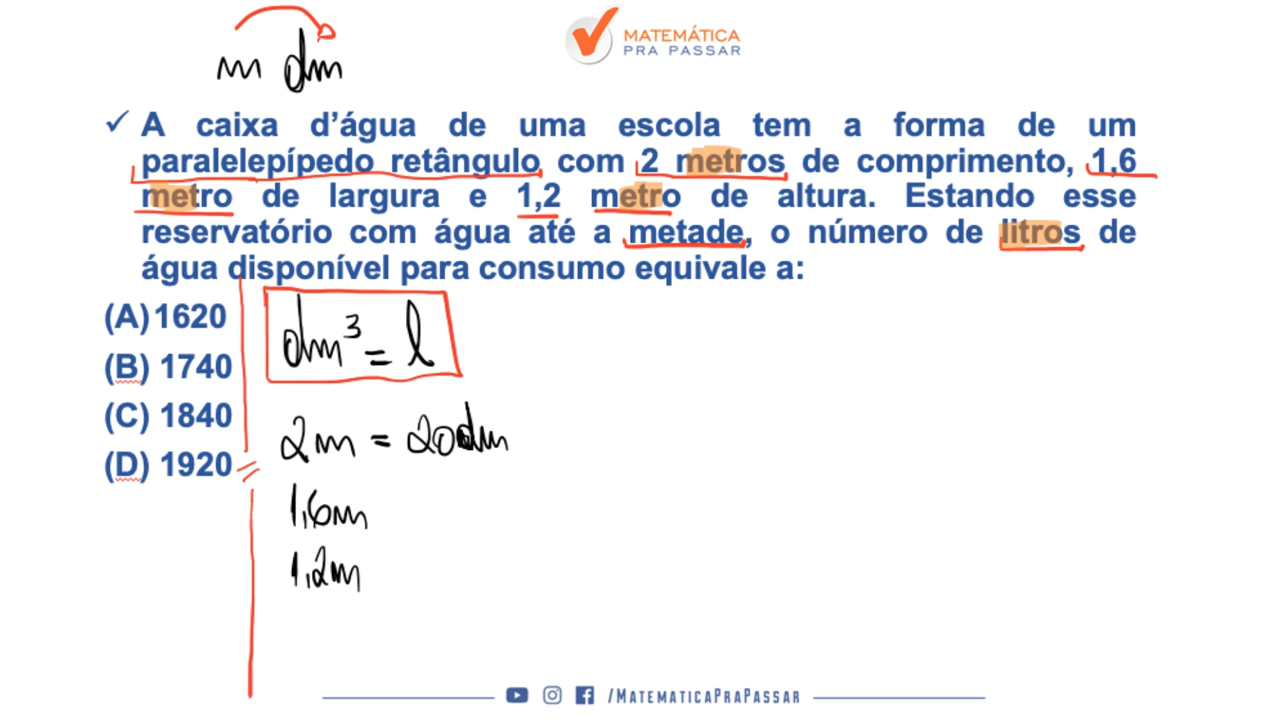 m dm
MATEMÁTICA
PRA PASSAR
✓ A caixa d’água de uma escola tem a forma de um
paralelepípedo retângulo com 2 metros de comprimento, 1,6
metro de largura e 1,2 metro de altura. Estando esse
reservatório com água até a metade, o número de litros de
água disponível para consumo equivale a:
(A) 1620
(B) 1740
(C) 1840
(D) 1920
dm³ = l
2m = 20dm
1,6m
1,2m
/MATEMATICAPRAPASSAR